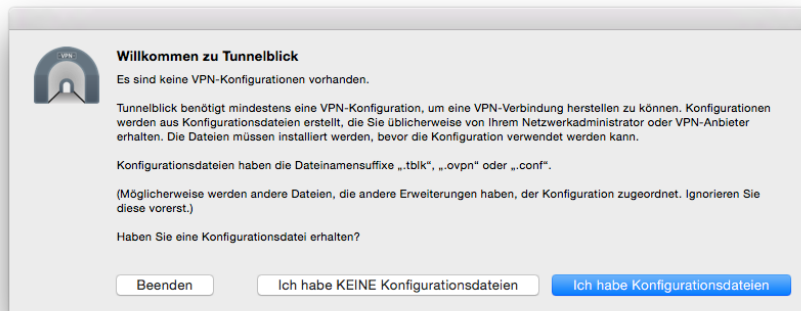 VPN
Willkommen zu Tunnelblick
Es sind keine VPN-Konfigurationen vorhanden.
Tunnelblick benötigt mindestens eine VPN-Konfiguration, um eine VPN-Verbindung herstellen zu können. Konfigurationen
werden aus Konfigurationsdateien erstellt, die Sie üblicherweise von Ihrem Netzwerkadministrator oder VPN-Anbieter
erhalten. Die Dateien müssen installiert werden, bevor die Konfiguration verwendet werden kann.
Konfigurationsdateien haben die Dateinamensuffixe „.tblk“, „.ovpn“ oder „.conf“.
(Möglicherweise werden andere Dateien, die andere Erweiterungen haben, der Konfiguration zugeordnet. Ignorieren Sie
diese vorerst.)
Haben Sie eine Konfigurationsdatei erhalten?
Beenden
Ich habe KEINE Konfigurationsdateien
Ich habe Konfigurationsdateien